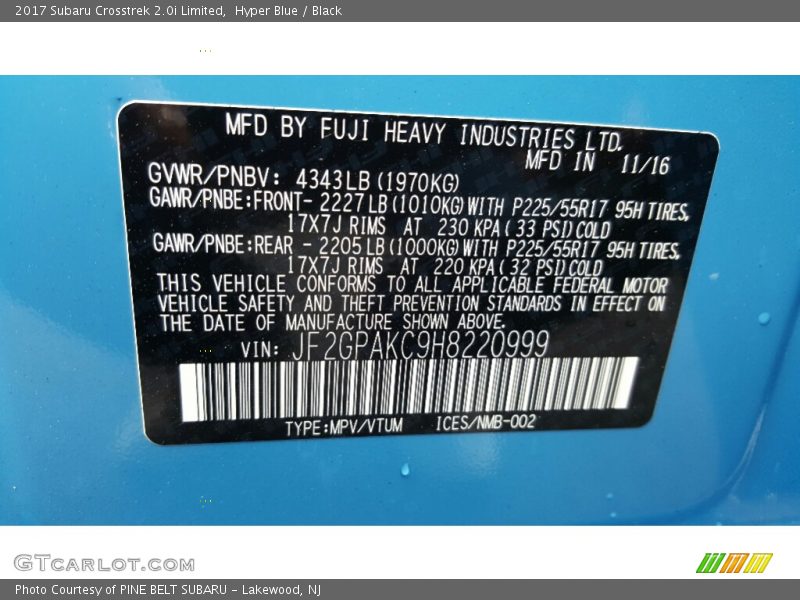 2017 Subaru Crosstrek 2.0i Limited,  Hyper Blue / Black
MFD BY FUJI HEAVY INDUSTRIES LTD.
MFD IN 11/16
GVWR/PNBV: 4343LB(1970KG)
GAWR/PNBE:FRONT- 2227LB(1010KG)WITH P225/55R17 95H TIRES,
17X7J RIMS AT 230 KPA( 33 PSI)COLD
GAWR/PNBE:REAR - 2205LB(1000KG)WITH P225/55R17 95H TIRES,
17X7J RIMS AT 220 KPA( 32 PSI)COLD
THIS VEHICLE CONFORMS TO ALL APPLICABLE FEDERAL MOTOR
VEHICLE SAFETY AND THEFT PREVENTION STANDARDS IN EFFECT ON
THE DATE OF MANUFACTURE SHOWN ABOVE.
VIN: JF2GPAKC9H8220999
TYPE:MPV/VTUM ICES/NMB-002
GTCARLOT.COM
Photo Courtesy of PINE BELT SUBARU - Lakewood, NJ